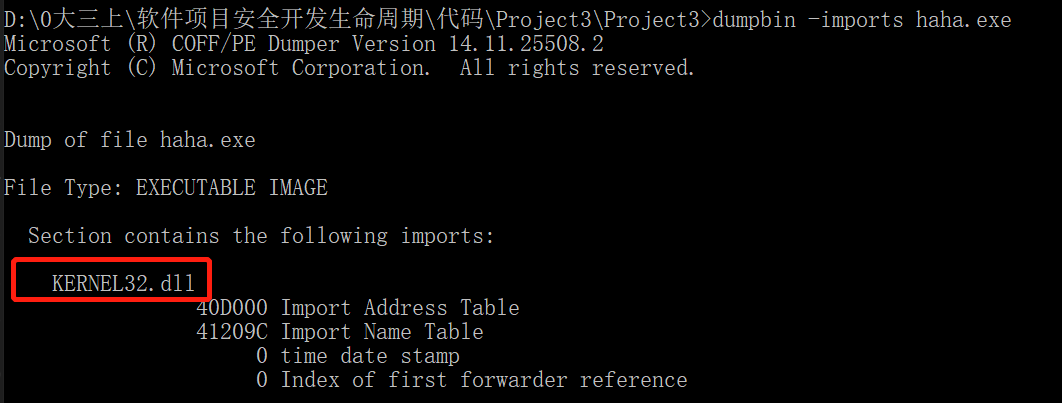 D:\0大三上\软件项目安全开发生命周期\代码\Project3\Project3>dumpbin -imports haha.exe
Microsoft (R) COFF/PE Dumper Version 14.11.25508.2
Copyright (C) Microsoft Corporation.  All rights reserved.
Dump of file haha.exe
File Type: EXECUTABLE IMAGE
Section contains the following imports:
KERNEL32.dll
40D000 Import Address Table
41209C Import Name Table
0 time date stamp
0 Index of first forwarder reference